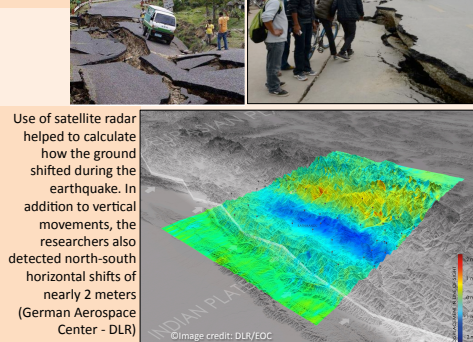 Use of satellite radar
helped to calculate
how the ground
shifted during the
earthquake. In
addition to vertical
movements, the
researchers also
detected north-south
horizontal shifts of
nearly 2 meters
(German Aerospace
Center - DLR)
INDIAN PLATE
©Image credit: DLR/EOC